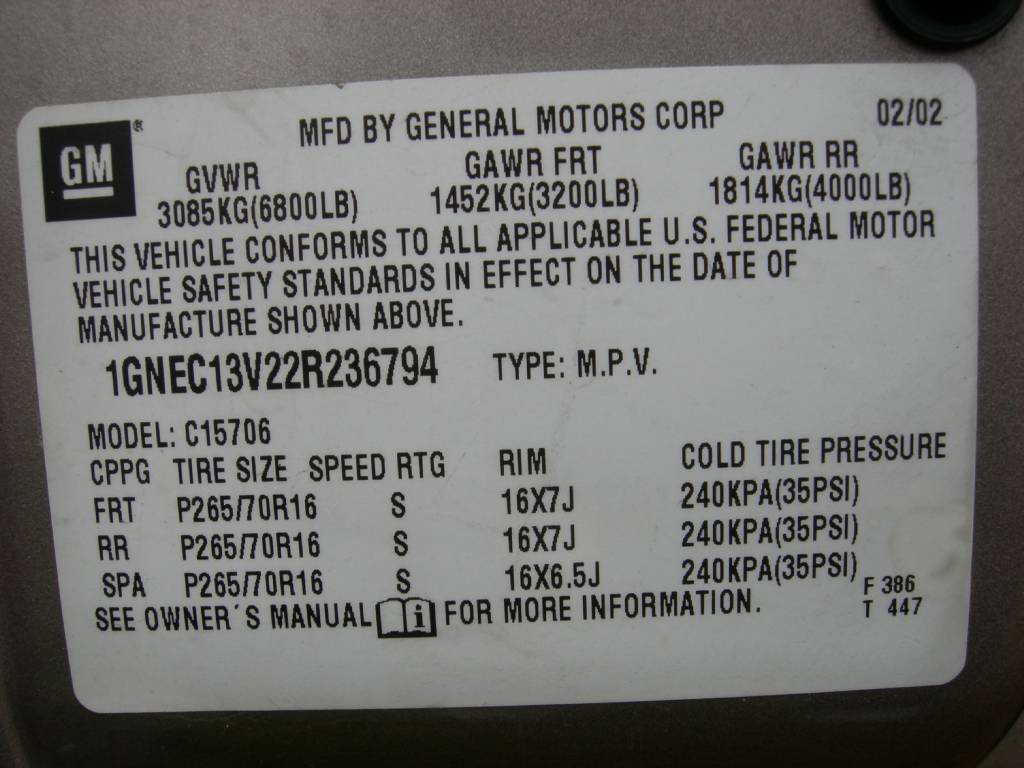 GM ®
MFD BY GENERAL MOTORS CORP 02/02
GVWR GAWR FRT GAWR RR
3085KG(6800LB) 1452KG(3200LB) 1814KG(4000LB)
THIS VEHICLE CONFORMS TO ALL APPLICABLE U.S. FEDERAL MOTOR
VEHICLE SAFETY STANDARDS IN EFFECT ON THE DATE OF
MANUFACTURE SHOWN ABOVE.
1GNEC13V22R236794 TYPE: M.P.V.
MODEL: C15706
CPPG TIRE SIZE SPEED RTG RIM COLD TIRE PRESSURE
FRT P265/70R16 S 16X7J 240KPA(35PSI)
RR P265/70R16 S 16X7J 240KPA(35PSI)
SPA P265/70R16 S 16X6.5J 240KPA(35PSI)
SEE OWNER´S MANUAL i FOR MORE INFORMATION.
F 386
T 447